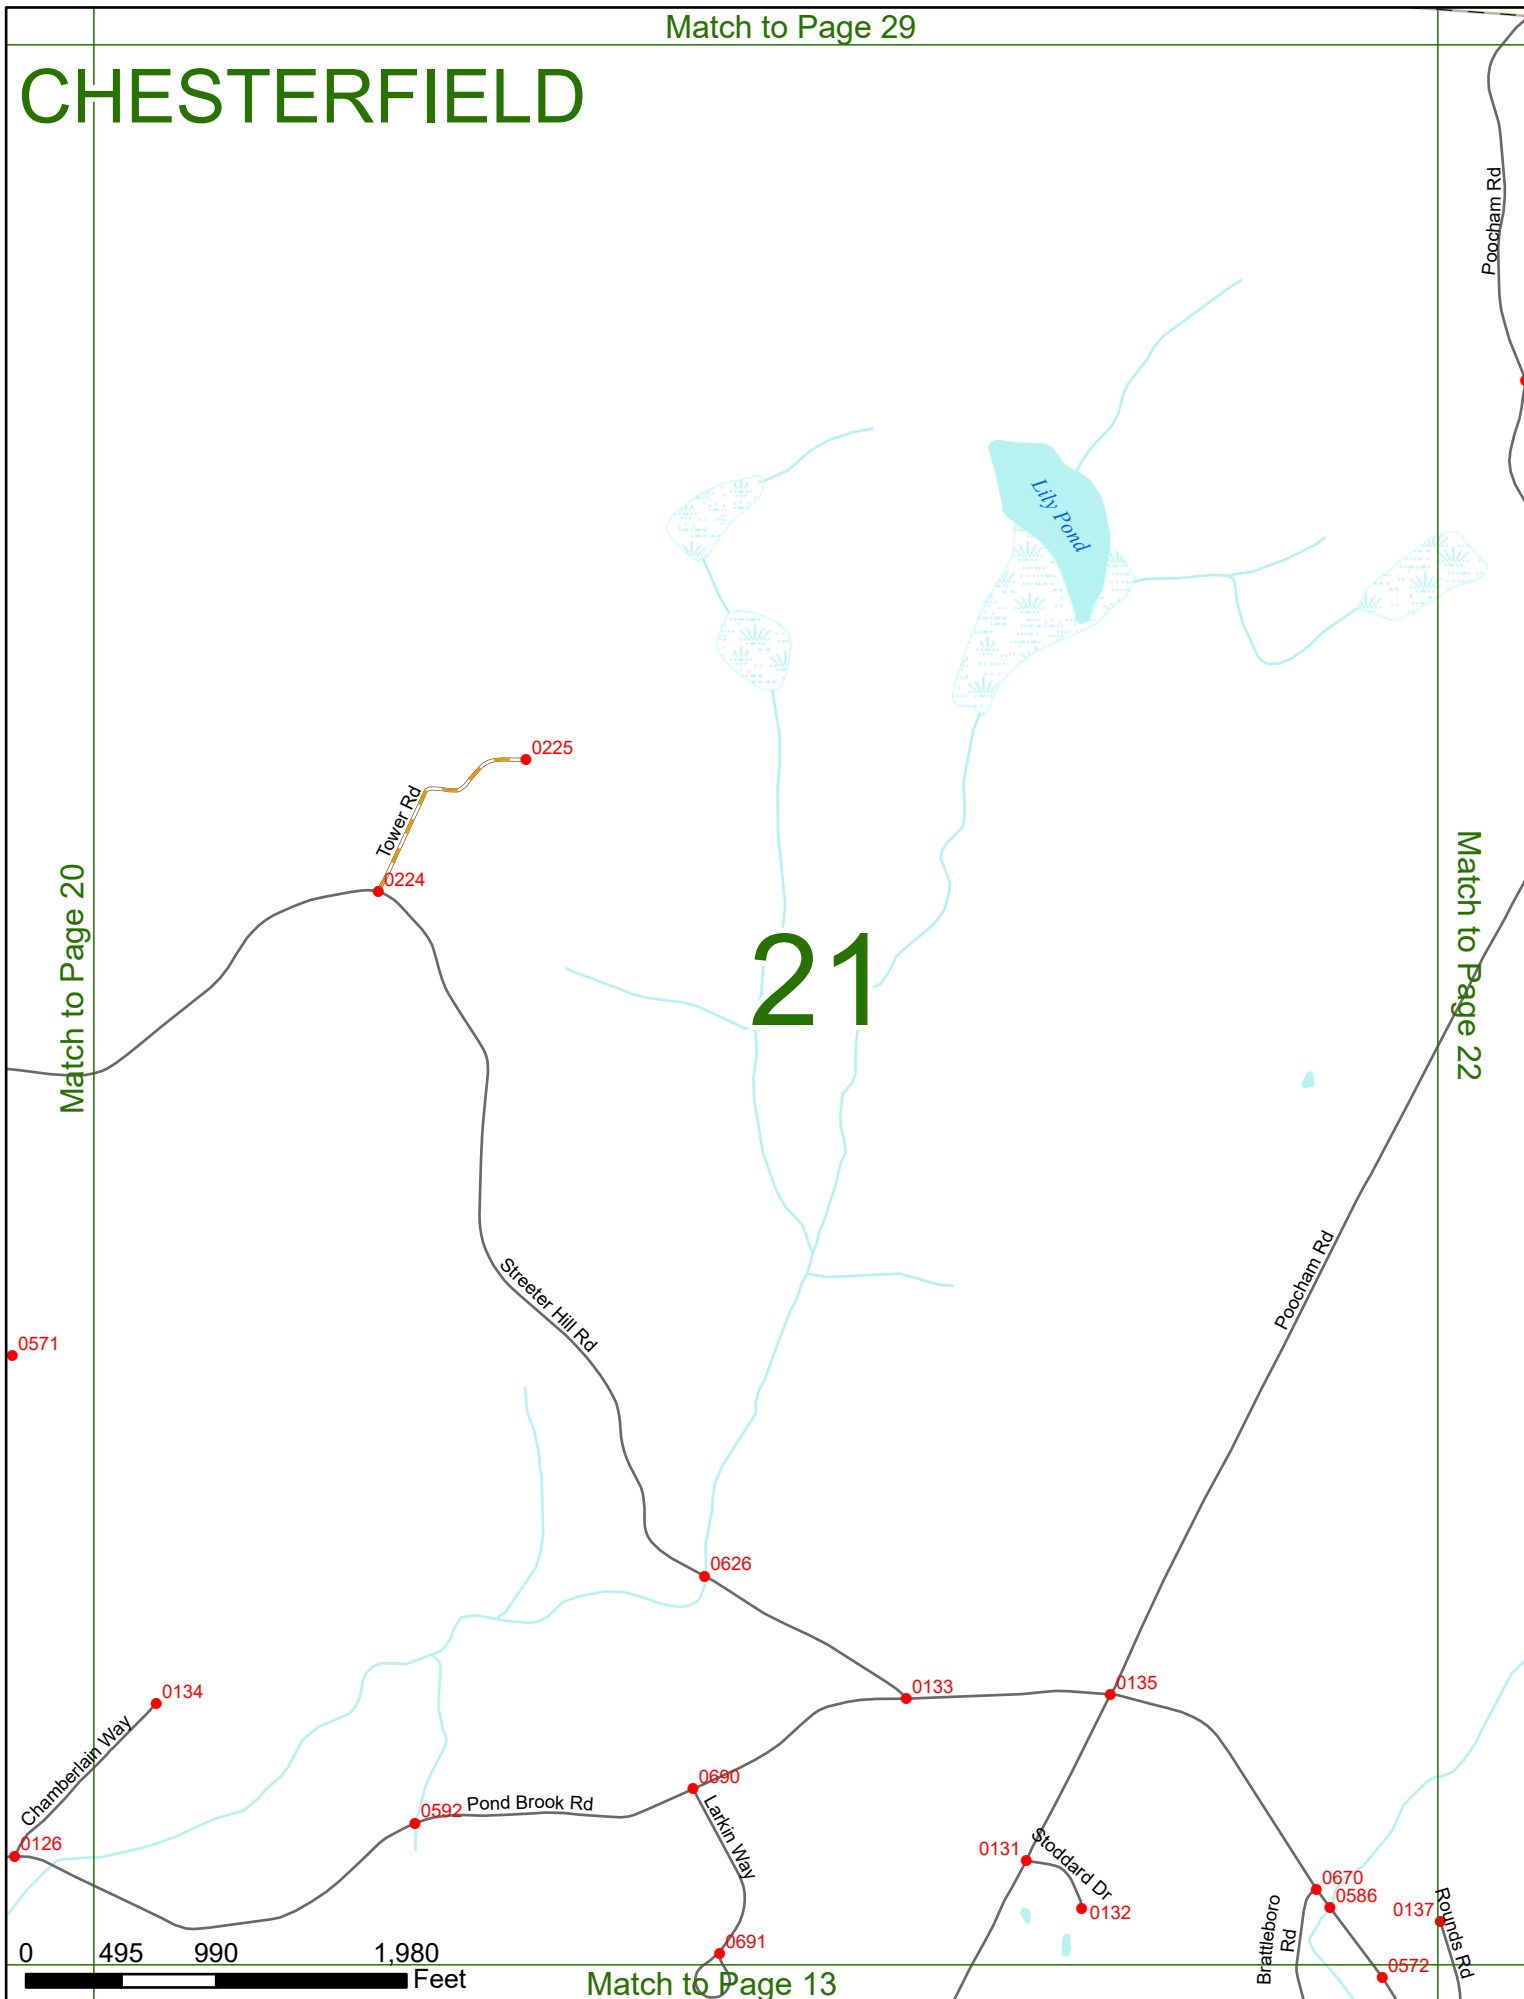 Match to Page 29
CHESTERFIELD
Poocham Rd
Lily Pond
0225
Tower Rd
0224
Match to Page 20
21
Match to Page 22
Poocham Rd
Streeter Hill Rd
0571
0626
0134
0133
0135
Chamberlain Way
0690
0592
Pond Brook Rd
Larkin Way
0126
0131
Stoddard Dr
0132
0670
0586
0137
Rounds Rd
Brattleboro
Rd
0691
0572
0 495 990 1,980
Feet
Match to Page 13